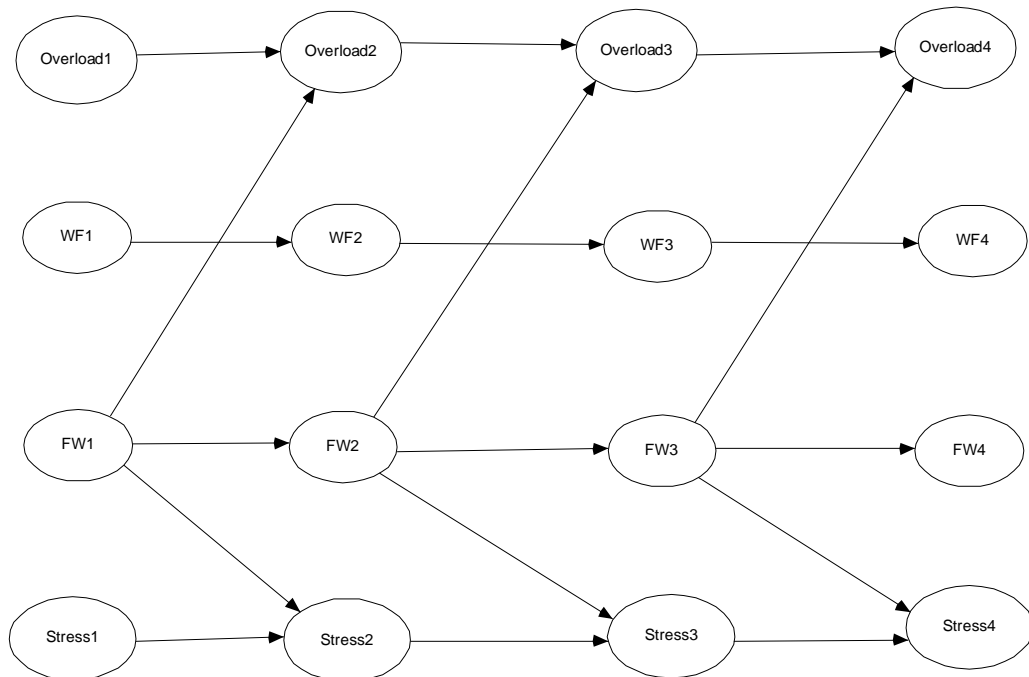 Overload1
Overload2
Overload3
Overload4
WF1
WF2
WF3
WF4
FW1
FW2
FW3
FW4
Stress1
Stress2
Stress3
Stress4